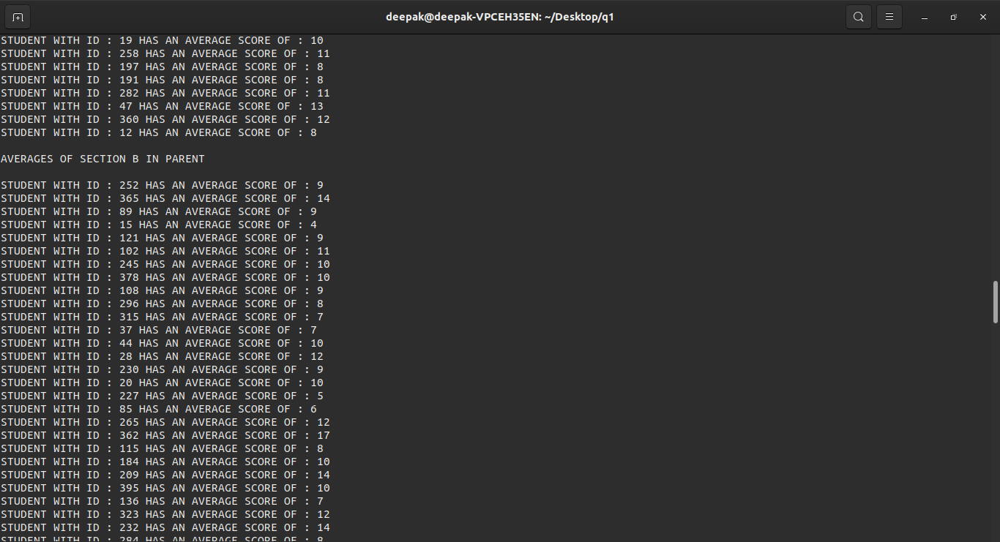 deepak@deepak-VPCEH35EN: ~/Desktop/q1
STUDENT WITH ID : 19 HAS AN AVERAGE SCORE OF : 10
STUDENT WITH ID : 258 HAS AN AVERAGE SCORE OF : 11
STUDENT WITH ID : 197 HAS AN AVERAGE SCORE OF : 8
STUDENT WITH ID : 191 HAS AN AVERAGE SCORE OF : 8
STUDENT WITH ID : 282 HAS AN AVERAGE SCORE OF : 11
STUDENT WITH ID : 47 HAS AN AVERAGE SCORE OF : 13
STUDENT WITH ID : 360 HAS AN AVERAGE SCORE OF : 12
STUDENT WITH ID : 12 HAS AN AVERAGE SCORE OF : 8
AVERAGES OF SECTION B IN PARENT
STUDENT WITH ID : 252 HAS AN AVERAGE SCORE OF : 9
STUDENT WITH ID : 365 HAS AN AVERAGE SCORE OF : 14
STUDENT WITH ID : 89 HAS AN AVERAGE SCORE OF : 9
STUDENT WITH ID : 15 HAS AN AVERAGE SCORE OF : 4
STUDENT WITH ID : 121 HAS AN AVERAGE SCORE OF : 9
STUDENT WITH ID : 102 HAS AN AVERAGE SCORE OF : 11
STUDENT WITH ID : 245 HAS AN AVERAGE SCORE OF : 10
STUDENT WITH ID : 378 HAS AN AVERAGE SCORE OF : 10
STUDENT WITH ID : 108 HAS AN AVERAGE SCORE OF : 9
STUDENT WITH ID : 296 HAS AN AVERAGE SCORE OF : 8
STUDENT WITH ID : 315 HAS AN AVERAGE SCORE OF : 7
STUDENT WITH ID : 37 HAS AN AVERAGE SCORE OF : 7
STUDENT WITH ID : 44 HAS AN AVERAGE SCORE OF : 10
STUDENT WITH ID : 28 HAS AN AVERAGE SCORE OF : 12
STUDENT WITH ID : 230 HAS AN AVERAGE SCORE OF : 9
STUDENT WITH ID : 20 HAS AN AVERAGE SCORE OF : 10
STUDENT WITH ID : 227 HAS AN AVERAGE SCORE OF : 5
STUDENT WITH ID : 85 HAS AN AVERAGE SCORE OF : 6
STUDENT WITH ID : 265 HAS AN AVERAGE SCORE OF : 12
STUDENT WITH ID : 362 HAS AN AVERAGE SCORE OF : 17
STUDENT WITH ID : 115 HAS AN AVERAGE SCORE OF : 8
STUDENT WITH ID : 184 HAS AN AVERAGE SCORE OF : 10
STUDENT WITH ID : 209 HAS AN AVERAGE SCORE OF : 14
STUDENT WITH ID : 395 HAS AN AVERAGE SCORE OF : 10
STUDENT WITH ID : 136 HAS AN AVERAGE SCORE OF : 7
STUDENT WITH ID : 323 HAS AN AVERAGE SCORE OF : 12
STUDENT WITH ID : 232 HAS AN AVERAGE SCORE OF : 14
STUDENT WITH ID : 284 HAS AN AVERAGE SCORE OF : 8